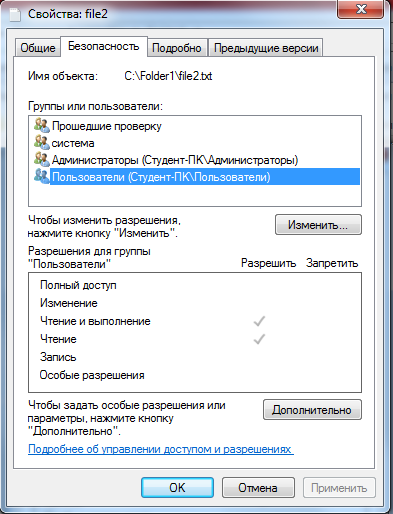 Свойства: file2
Общие Безопасность Подробно Предыдущие версии
Имя объекта: C:\Folder1\file2.txt
Группы или пользователи:
Прошедшие проверку
система
Администраторы (Студент-ПК\Администраторы)
Пользователи (Студент-ПК\Пользователи)
Чтобы изменить разрешения,
нажмите кнопку "Изменить".
Изменить...
Разрешения для группы
"Пользователи"
Разрешить Запретить
Полный доступ
Изменение
Чтение и выполнение
Чтение
Запись
Особые разрешения
Чтобы задать особые разрешения или
параметры, нажмите кнопку
"Дополнительно".
Дополнительно
Подробнее об управлении доступом и разрешениях
OK Отмена Применить